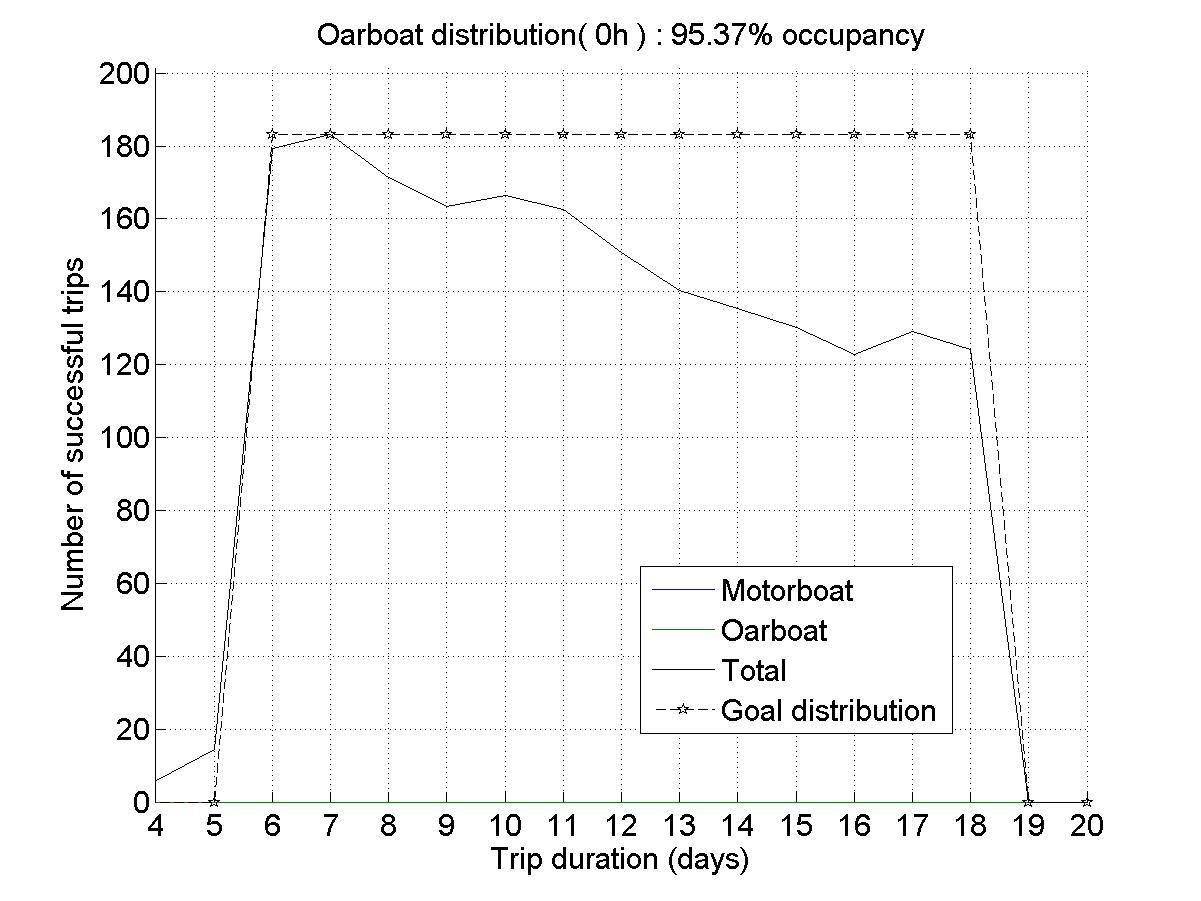 Oarboat distribution( 0h ) : 95.37% occupancy
Number of successful trips
200
180
160
140
120
100
80
60
40
20
0
Motorboat
Oarboat
Total
Goal distribution
4 5 6 7 8 9 10 11 12 13 14 15 16 17 18 19 20
Trip duration (days)